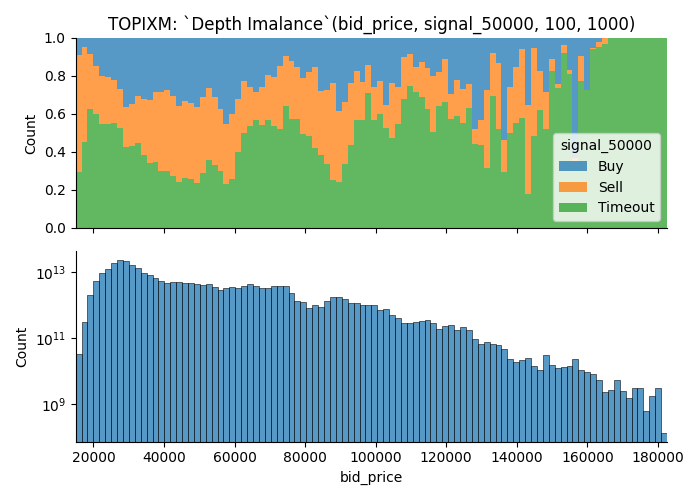 TOPIXM: `Depth Imalance`(bid_price, signal_50000, 100, 1000)
1.0
0.8
0.6
0.4
0.2
0.0
Count
signal_50000
Buy
Sell
Timeout
10^13
10^11
10^9
Count
20000 40000 60000 80000 100000 120000 140000 160000 180000
bid_price